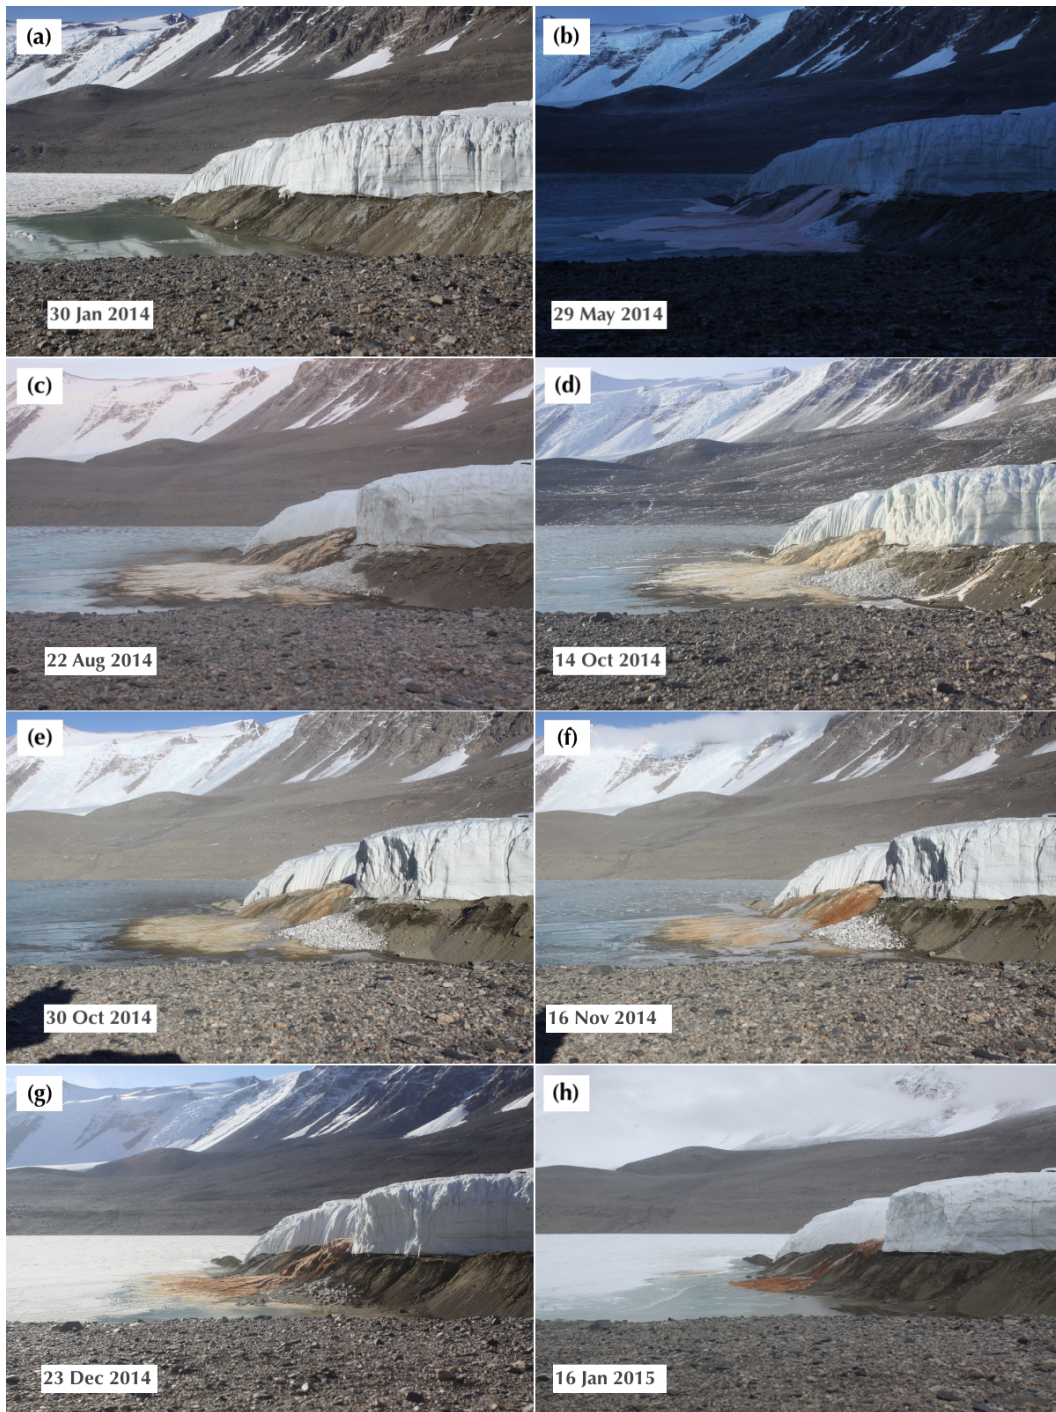 (a)
(b)
30 Jan 2014
29 May 2014
(c)
(d)
22 Aug 2014
14 Oct 2014
(e)
(f)
30 Oct 2014
16 Nov 2014
(g)
(h)
23 Dec 2014
16 Jan 2015